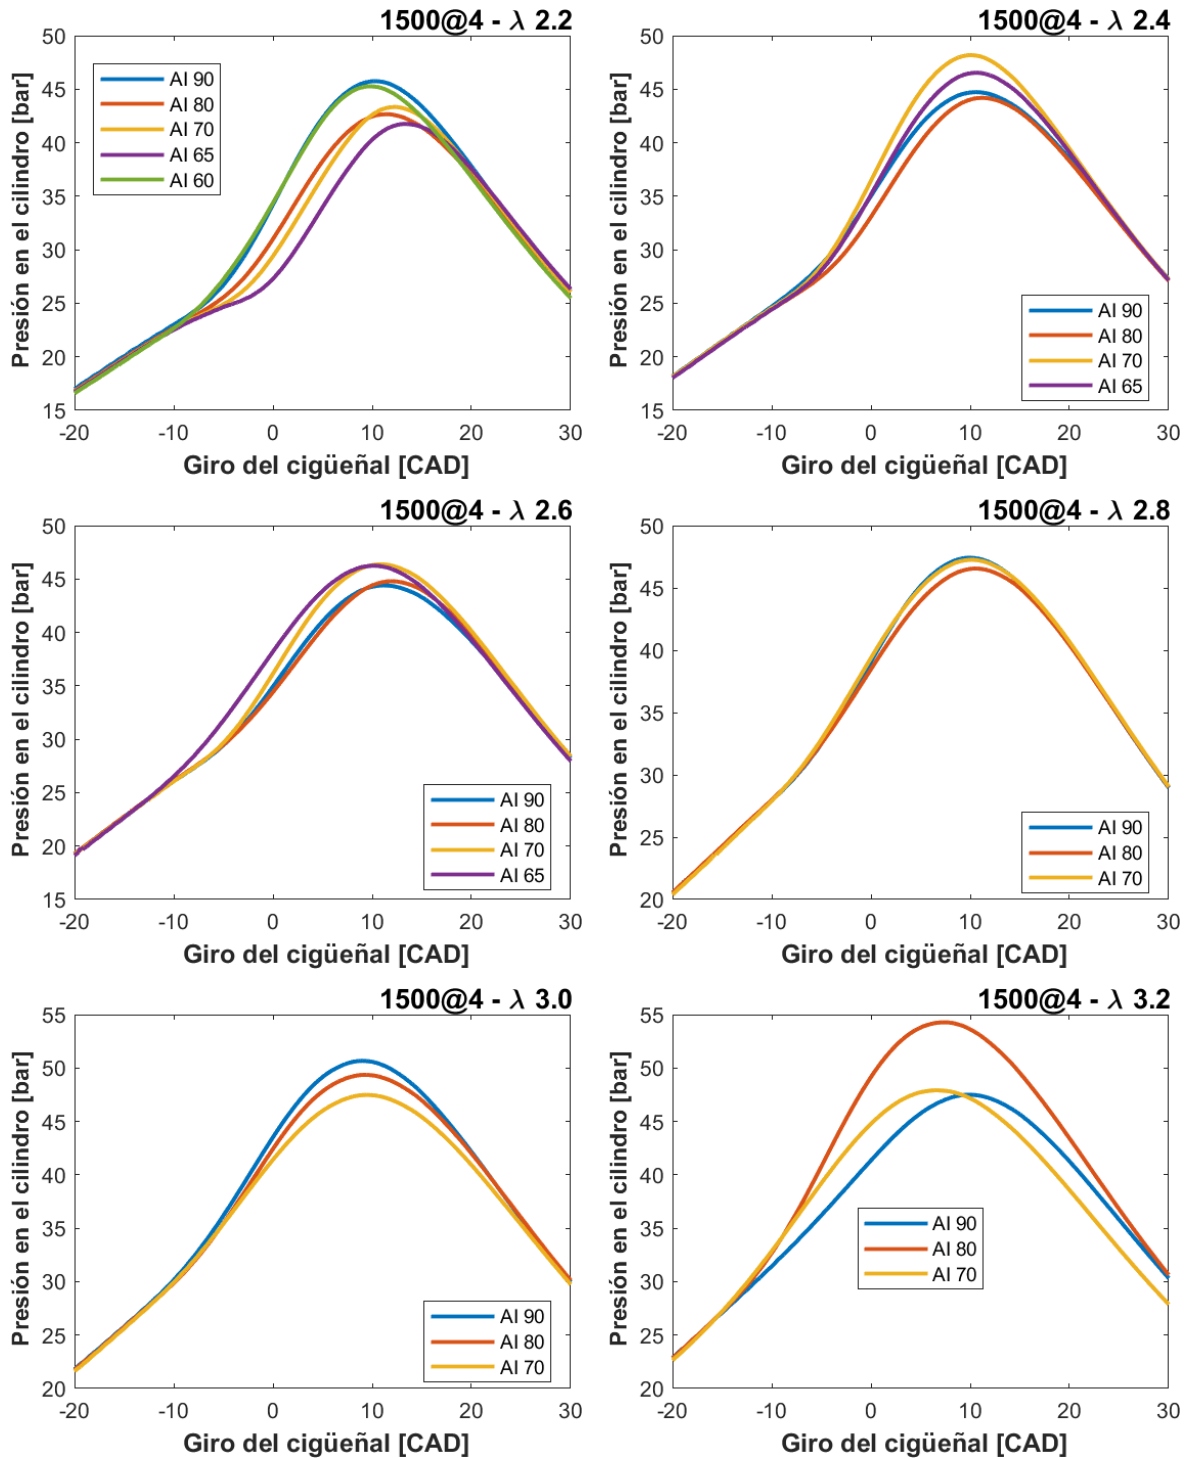 1500@4 - λ 2.2
50
45
40
35
30
25
20
15
-20 -10 0 10 20 30
Presión en el cilindro [bar]
Giro del cigüeñal [CAD]
AI 90
AI 80
AI 70
AI 65
AI 60
1500@4 - λ 2.4
50
45
40
35
30
25
20
15
-20 -10 0 10 20 30
Presión en el cilindro [bar]
Giro del cigüeñal [CAD]
AI 90
AI 80
AI 70
AI 65
1500@4 - λ 2.6
50
45
40
35
30
25
20
15
-20 -10 0 10 20 30
Presión en el cilindro [bar]
Giro del cigüeñal [CAD]
AI 90
AI 80
AI 70
AI 65
1500@4 - λ 2.8
50
45
40
35
30
25
20
-20 -10 0 10 20 30
Presión en el cilindro [bar]
Giro del cigüeñal [CAD]
AI 90
AI 80
AI 70
1500@4 - λ 3.0
55
50
45
40
35
30
25
20
-20 -10 0 10 20 30
Presión en el cilindro [bar]
Giro del cigüeñal [CAD]
AI 90
AI 80
AI 70
1500@4 - λ 3.2
55
50
45
40
35
30
25
20
-20 -10 0 10 20 30
Presión en el cilindro [bar]
Giro del cigüeñal [CAD]
AI 90
AI 80
AI 70